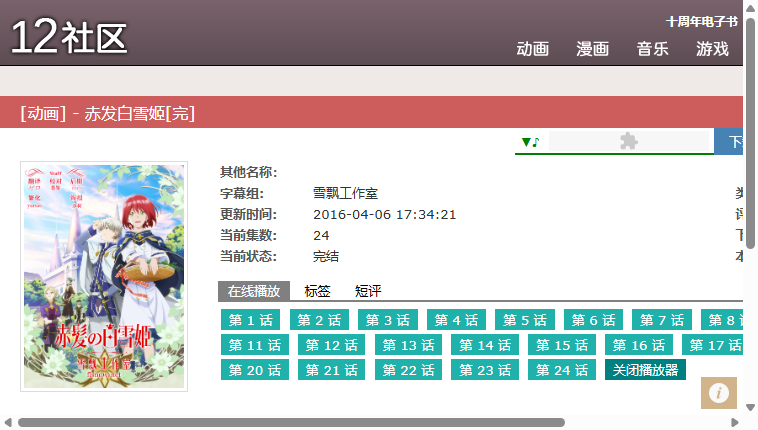 12社区
十周年电子书
动画 漫画 音乐 游戏
[动画] - 赤发白雪姬[完]
▼♪
下
其他名称:
字幕组: 雪飘工作室
更新时间: 2016-04-06 17:34:21
当前集数: 24
当前状态: 完结
在线播放 标签 短评
第 1 话 第 2 话 第 3 话 第 4 话 第 5 话 第 6 话 第 7 话 第 8
第 11 话 第 12 话 第 13 话 第 14 话 第 15 话 第 16 话 第 17 话
第 20 话 第 21 话 第 22 话 第 23 话 第 24 话 关闭播放器
赤髪の白雪姫
雪飘工作室